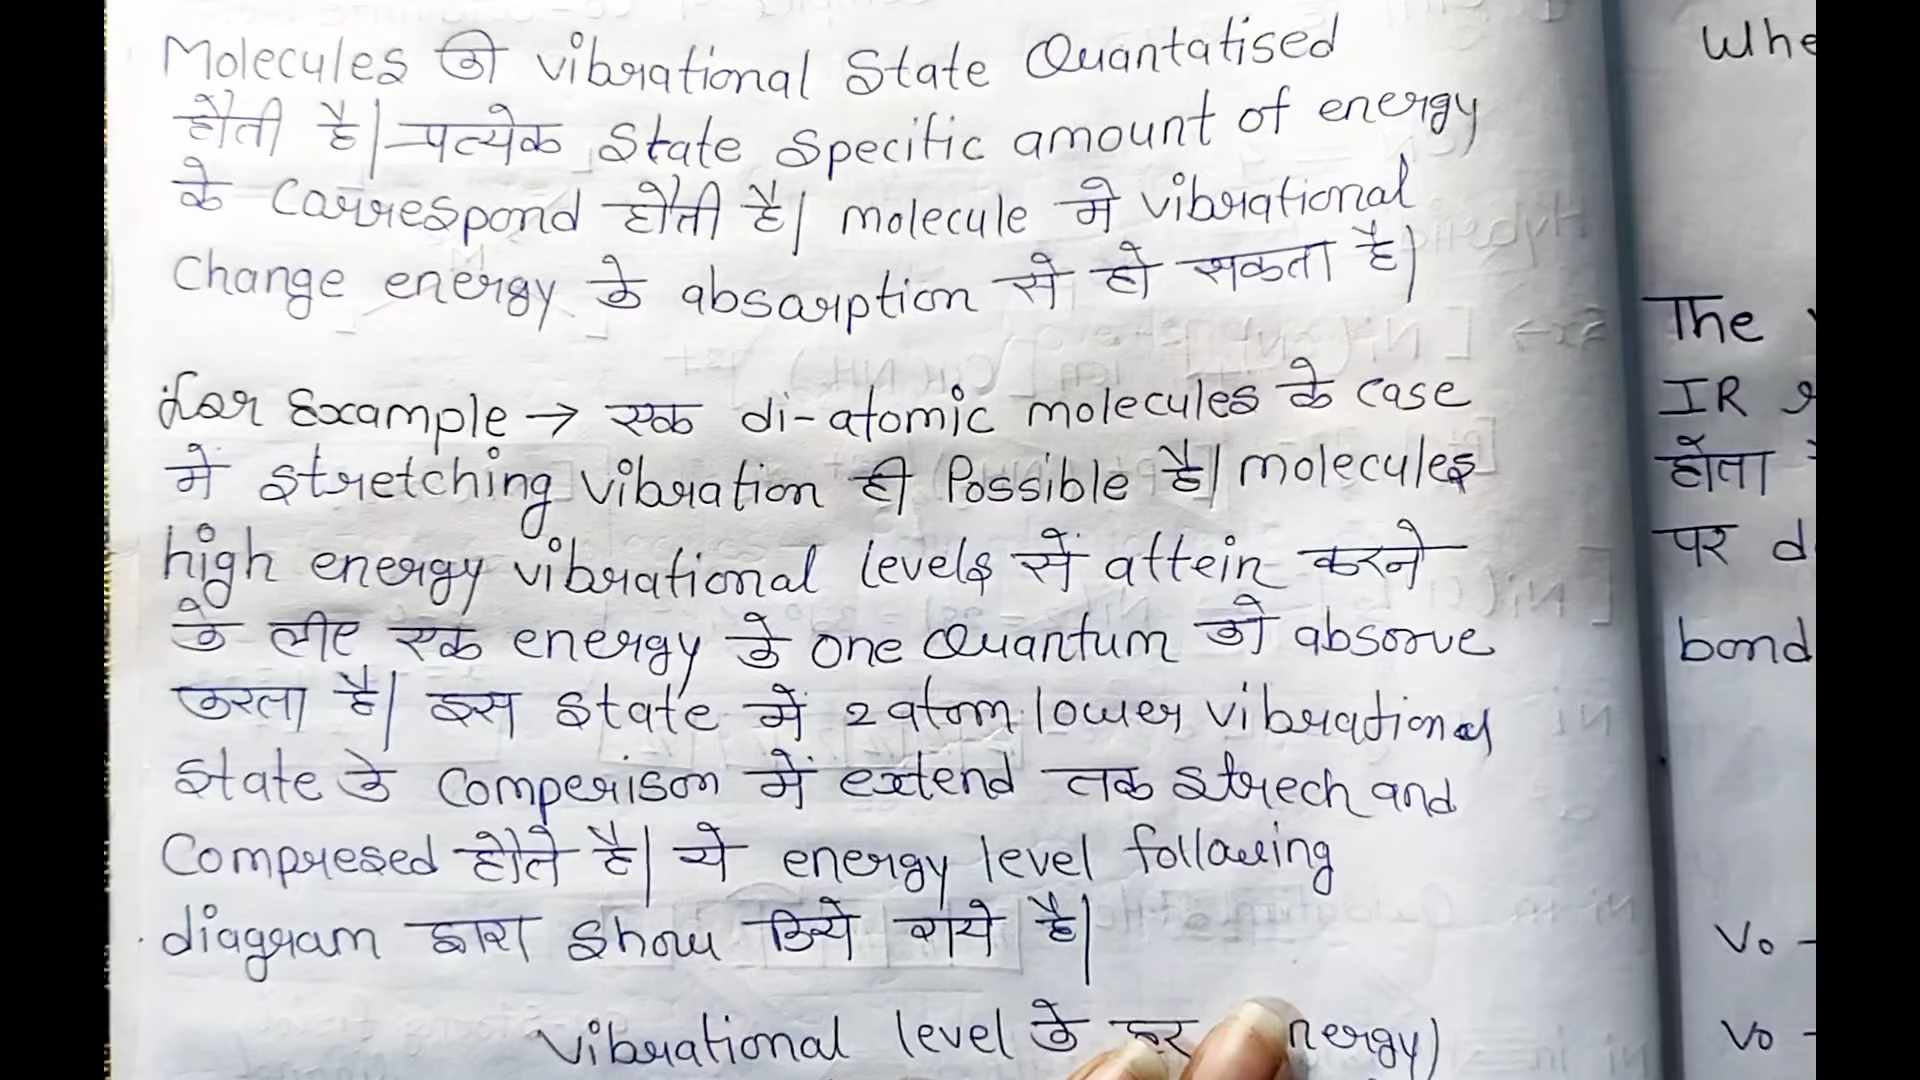 Molecules की vibrational State Quantatised
होती है। प्रत्येक State Specific amount of energy
के Correspond होती है। molecule मे vibrational
Change energy के absorption से हो सकता है।
for Example → एक di-atomic molecules के case
में stretching vibration ही Possible है। molecules
high energy vibrational levels से attein करने
के लीए एक energy के one Quantum को absorve
करता है। इस state में 2 atom lower vibrational
state के Comperison में extend तक strech and
Compresed होते है। ये energy level following
diagram द्वारा show किये गये है।
vibrational level के
Whe
The
IR
होता
पर d
bond
Vo -
Vo -